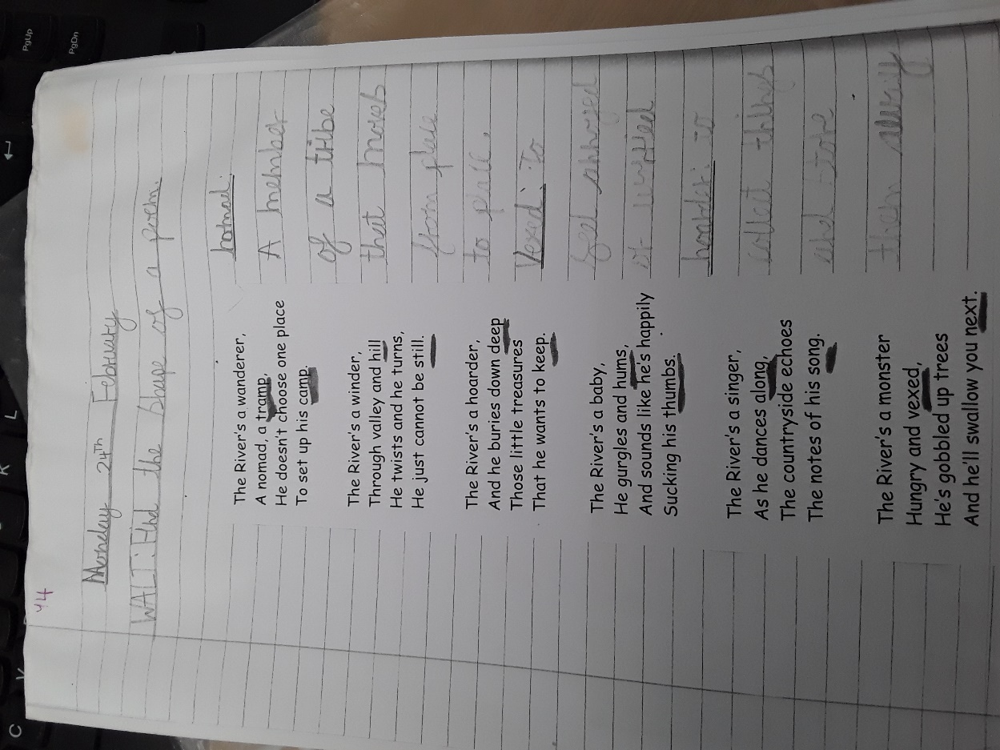 44
Monday 24th February
WALT: find the shape of a poem.
The River's a wanderer,
A nomad, a tramp,
He doesn't choose one place
To set up his camp.
The River's a winder,
Through valley and hill
He twists and he turns,
He just cannot be still.
The River's a hoarder,
And he buries down deep
Those little treasures
That he wants to keep.
The River's a baby,
He gurgles and hums,
And sounds like he's happily
Sucking his thumbs.
The River's a singer,
As he dances along,
The countryside echoes
The notes of his song.
The River's a monster
Hungry and vexed,
He's gobbled up trees
And he'll swallow you next.
A member
of a tribe
that moves
from place
to place.
Vexed: To
feel annoyed
or worried
to
collect things
and store
them
PgUp
PgDn
K
L
C
V